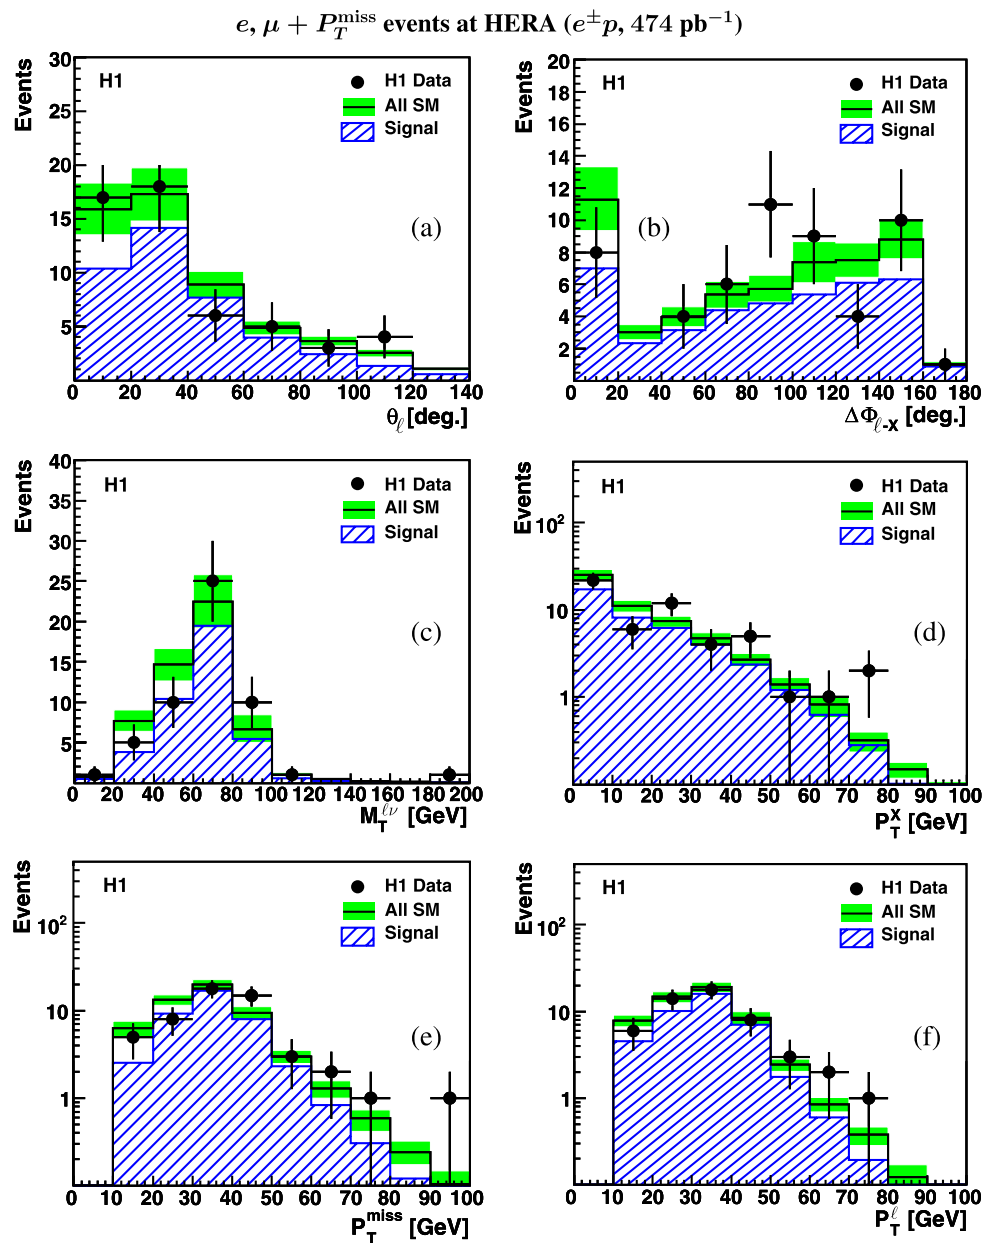 e, μ + P_T^miss events at HERA (e±p, 474 pb⁻¹)
Events
30
25
20
15
10
5
H1
H1 Data
All SM
Signal
(a)
0 20 40 60 80 100 120 140
θ_ℓ [deg.]
Events
20
18
16
14
12
10
8
6
4
2
H1
H1 Data
All SM
Signal
(b)
0 20 40 60 80 100 120 140 160 180
ΔΦ_ℓ-X [deg.]
Events
40
35
30
25
20
15
10
5
H1
H1 Data
All SM
Signal
(c)
0 20 40 60 80 100 120 140 160 180 200
M_T^ℓν [GeV]
Events
10²
10
1
H1
H1 Data
All SM
Signal
(d)
0 10 20 30 40 50 60 70 80 90 100
P_T^X [GeV]
Events
10²
10
1
H1
H1 Data
All SM
Signal
(e)
0 10 20 30 40 50 60 70 80 90 100
P_T^miss [GeV]
Events
10²
10
1
H1
H1 Data
All SM
Signal
(f)
0 10 20 30 40 50 60 70 80 90 100
P_T^ℓ [GeV]